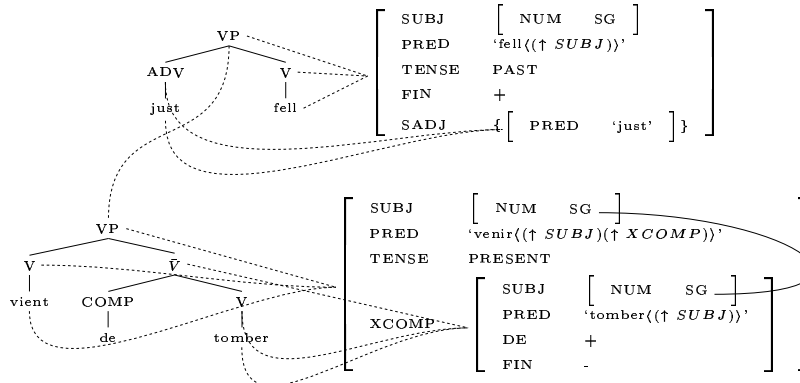 VP
ADV V
just fell
SUBJ [ NUM SG ]
PRED ‘fell⟨(↑ SUBJ)⟩’
TENSE PAST
FIN +
SADJ { [ PRED ‘just’ ] }
VP
V V̄
vient COMP V
de tomber
SUBJ [ NUM SG ]
PRED ‘venir⟨(↑ SUBJ)(↑ XCOMP)⟩’
TENSE PRESENT
XCOMP
SUBJ [ NUM SG ]
PRED ‘tomber⟨(↑ SUBJ)⟩’
DE +
FIN -